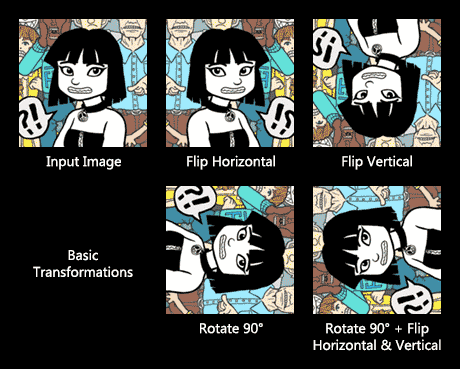 ?!
?!
?!
Input Image
Flip Horizontal
Flip Vertical
?!
?!
Basic
Transformations
Rotate 90°
Rotate 90° + Flip
Horizontal & Vertical